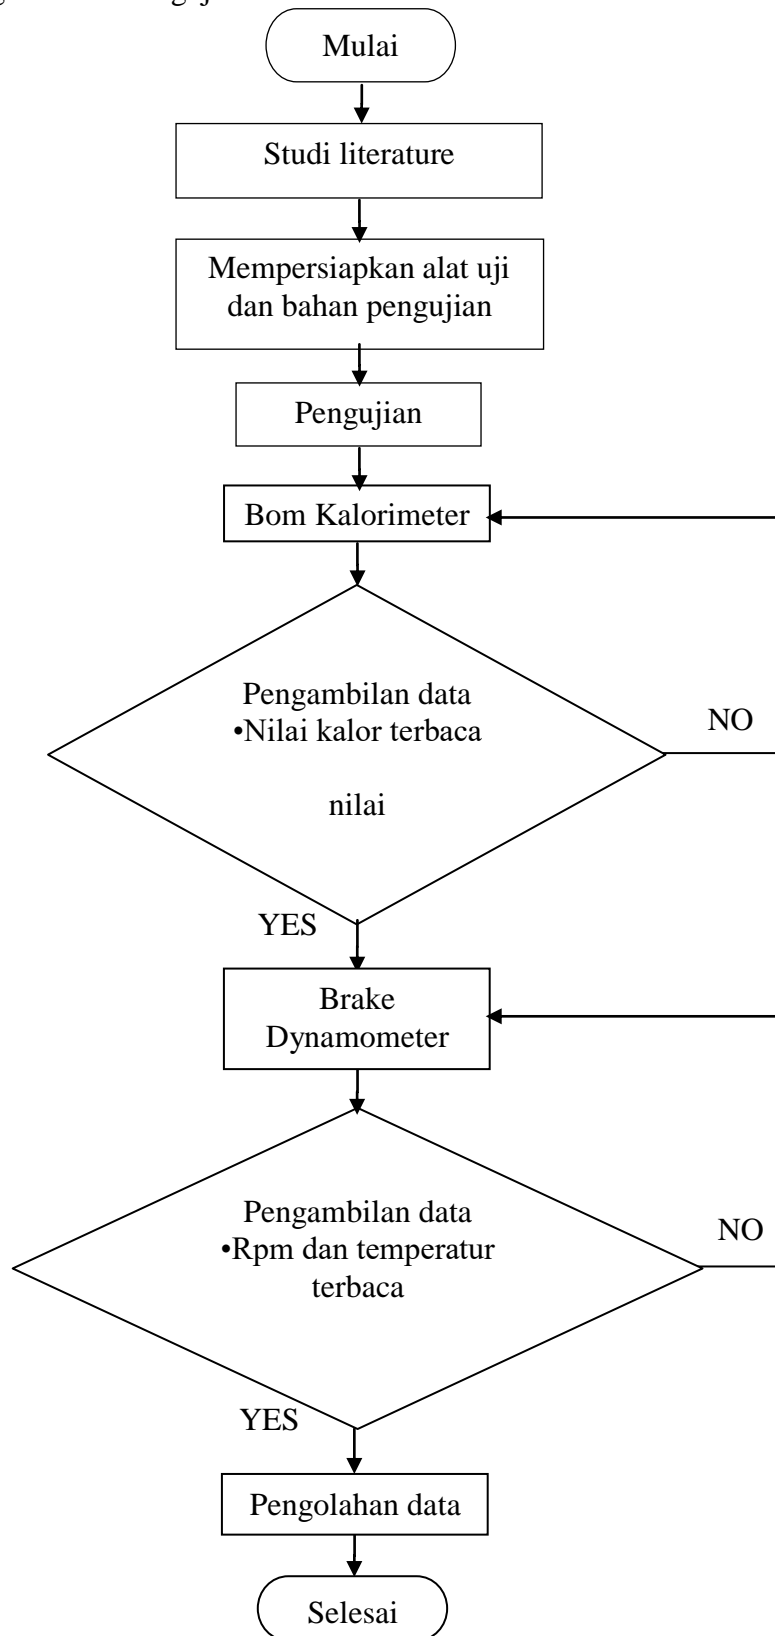 Mulai
Studi literature
Mempersiapkan alat uji
dan bahan pengujian
Pengujian
Bom Kalorimeter
Pengambilan data
•Nilai kalor terbaca
NO
nilai
YES
Brake
Dynamometer
Pengambilan data
•Rpm dan temperatur
terbaca
NO
YES
Pengolahan data
Selesai